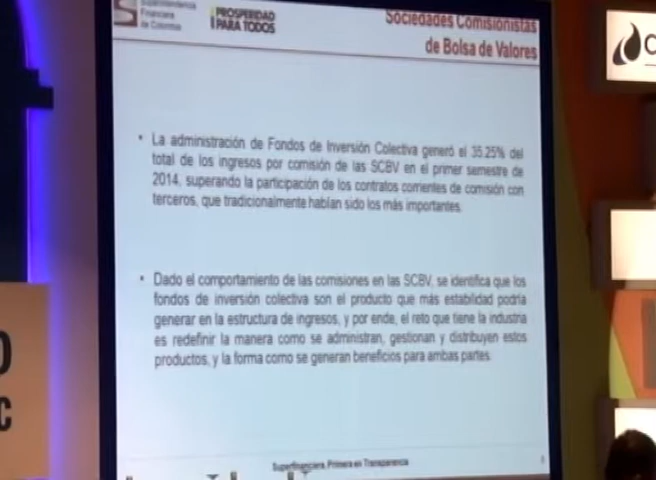 Superintendencia
Financiera
de Colombia
PROSPERIDAD
PARA TODOS
Sociedades Comisionistas
de Bolsa de Valores
• La administración de Fondos de Inversión Colectiva generó el 35.25% del
total de los ingresos por comisión de las SCBV en el primer semestre de
2014, superando la participación de los contratos corrientes de comisión con
terceros, que tradicionalmente habían sido los más importantes.
• Dado el comportamiento de las comisiones en las SCBV, se identifica que los
fondos de inversión colectiva son el producto que más estabilidad podría
generar en la estructura de ingresos, y por ende, el reto que tiene la industria
es redefinir la manera como se administran, gestionan y distribuyen estos
productos, y la forma como se generan beneficios para ambas partes.
Superfinanciera, Primera en Transparencia